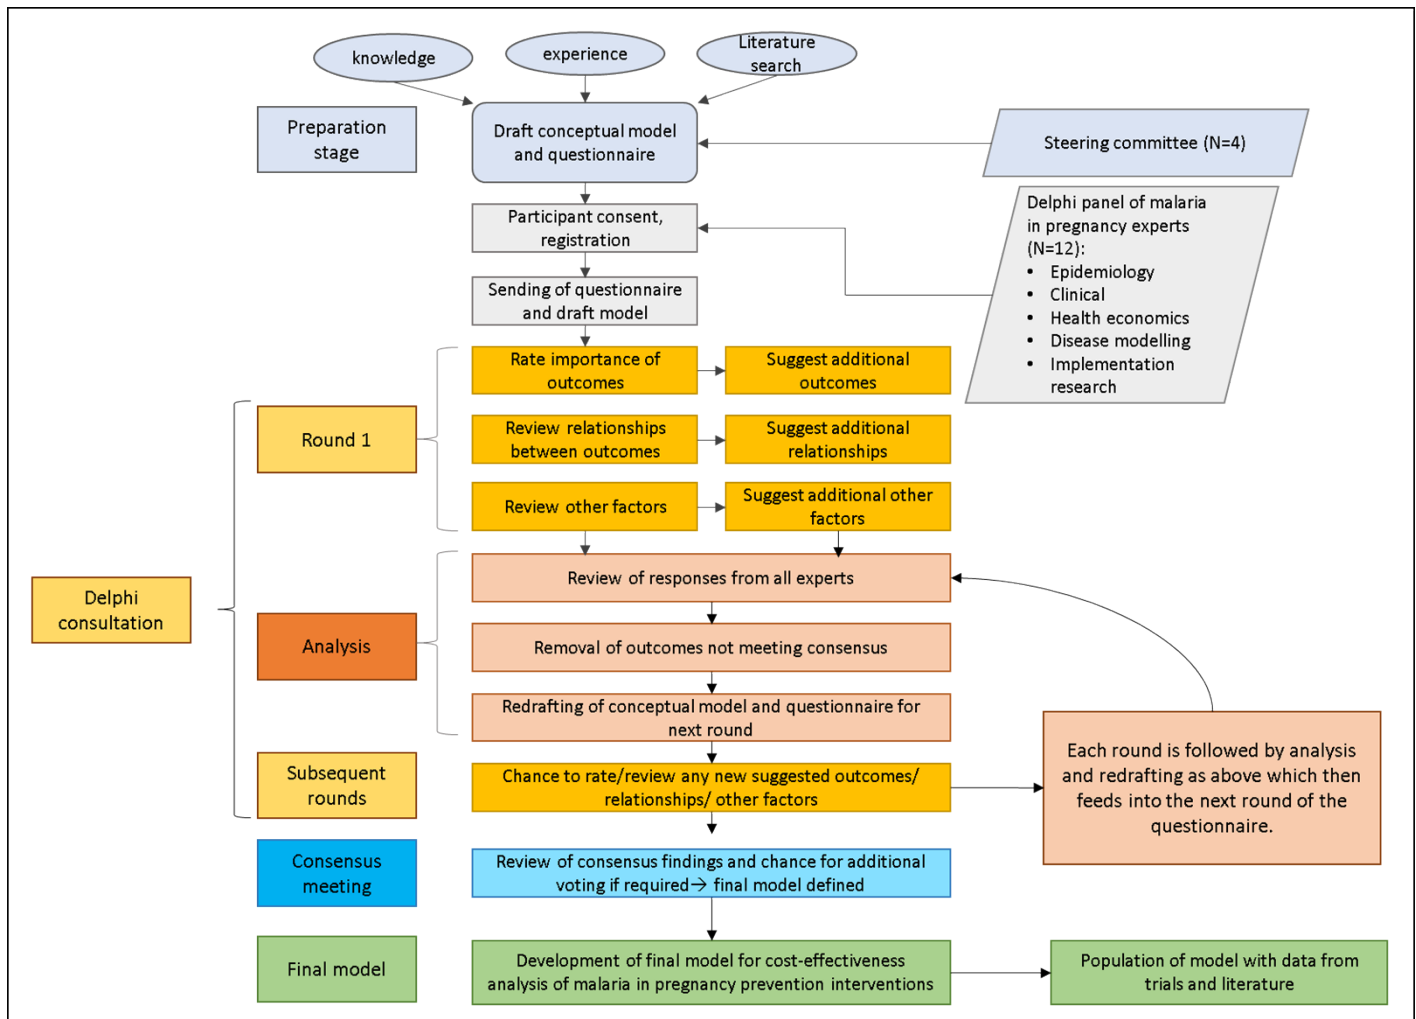 knowledge
experience
Literature
search
Preparation
stage
Draft conceptual model
and questionnaire
Steering committee (N=4)
Participant consent,
registration
Delphi panel of malaria
in pregnancy experts
(N=12):
• Epidemiology
• Clinical
• Health economics
• Disease modelling
• Implementation
research
Sending of questionnaire
and draft model
Rate importance of
outcomes
Suggest additional
outcomes
Round 1
Review relationships
between outcomes
Suggest additional
relationships
Review other factors
Suggest additional other
factors
Delphi
consultation
Analysis
Review of responses from all experts
Removal of outcomes not meeting consensus
Redrafting of conceptual model and questionnaire for
next round
Subsequent
rounds
Chance to rate/review any new suggested outcomes/
relationships/ other factors
Each round is followed by analysis
and redrafting as above which then
feeds into the next round of the
questionnaire.
Consensus
meeting
Review of consensus findings and chance for additional
voting if required→ final model defined
Final model
Development of final model for cost-effectiveness
analysis of malaria in pregnancy prevention interventions
Population of model with data from
trials and literature